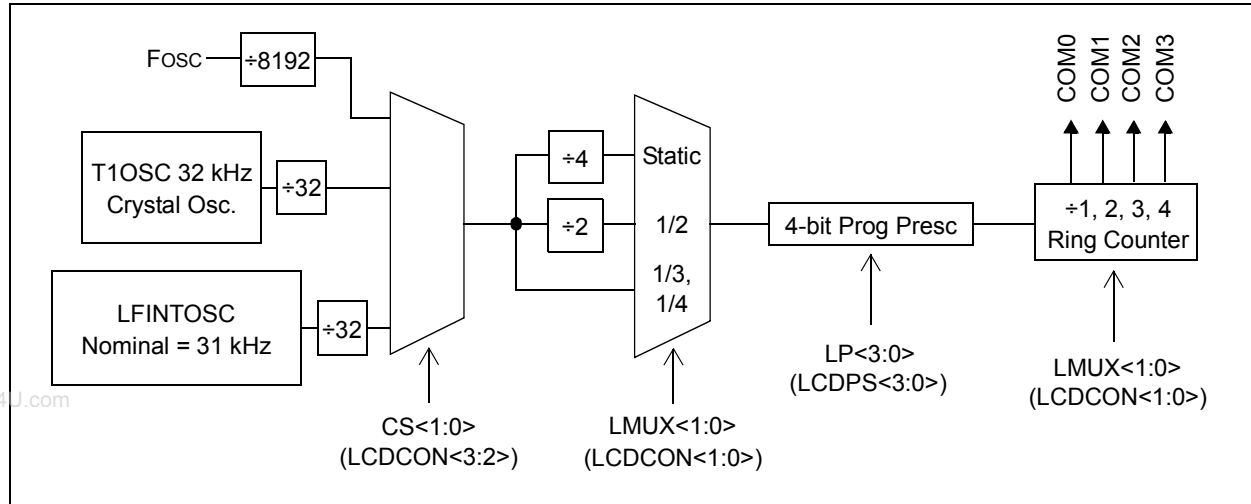 FOSC
÷8192
T1OSC 32 kHz
Crystal Osc.
÷32
LFINTOSC
Nominal = 31 kHz
÷32
CS<1:0>
(LCDCON<3:2>)
÷4
÷2
Static
1/2
1/3,
1/4
LMUX<1:0>
(LCDCON<1:0>)
4-bit Prog Presc
LP<3:0>
(LCDPS<3:0>)
COM0
COM1
COM2
COM3
÷1, 2, 3, 4
Ring Counter
LMUX<1:0>
(LCDCON<1:0>)
4U.com